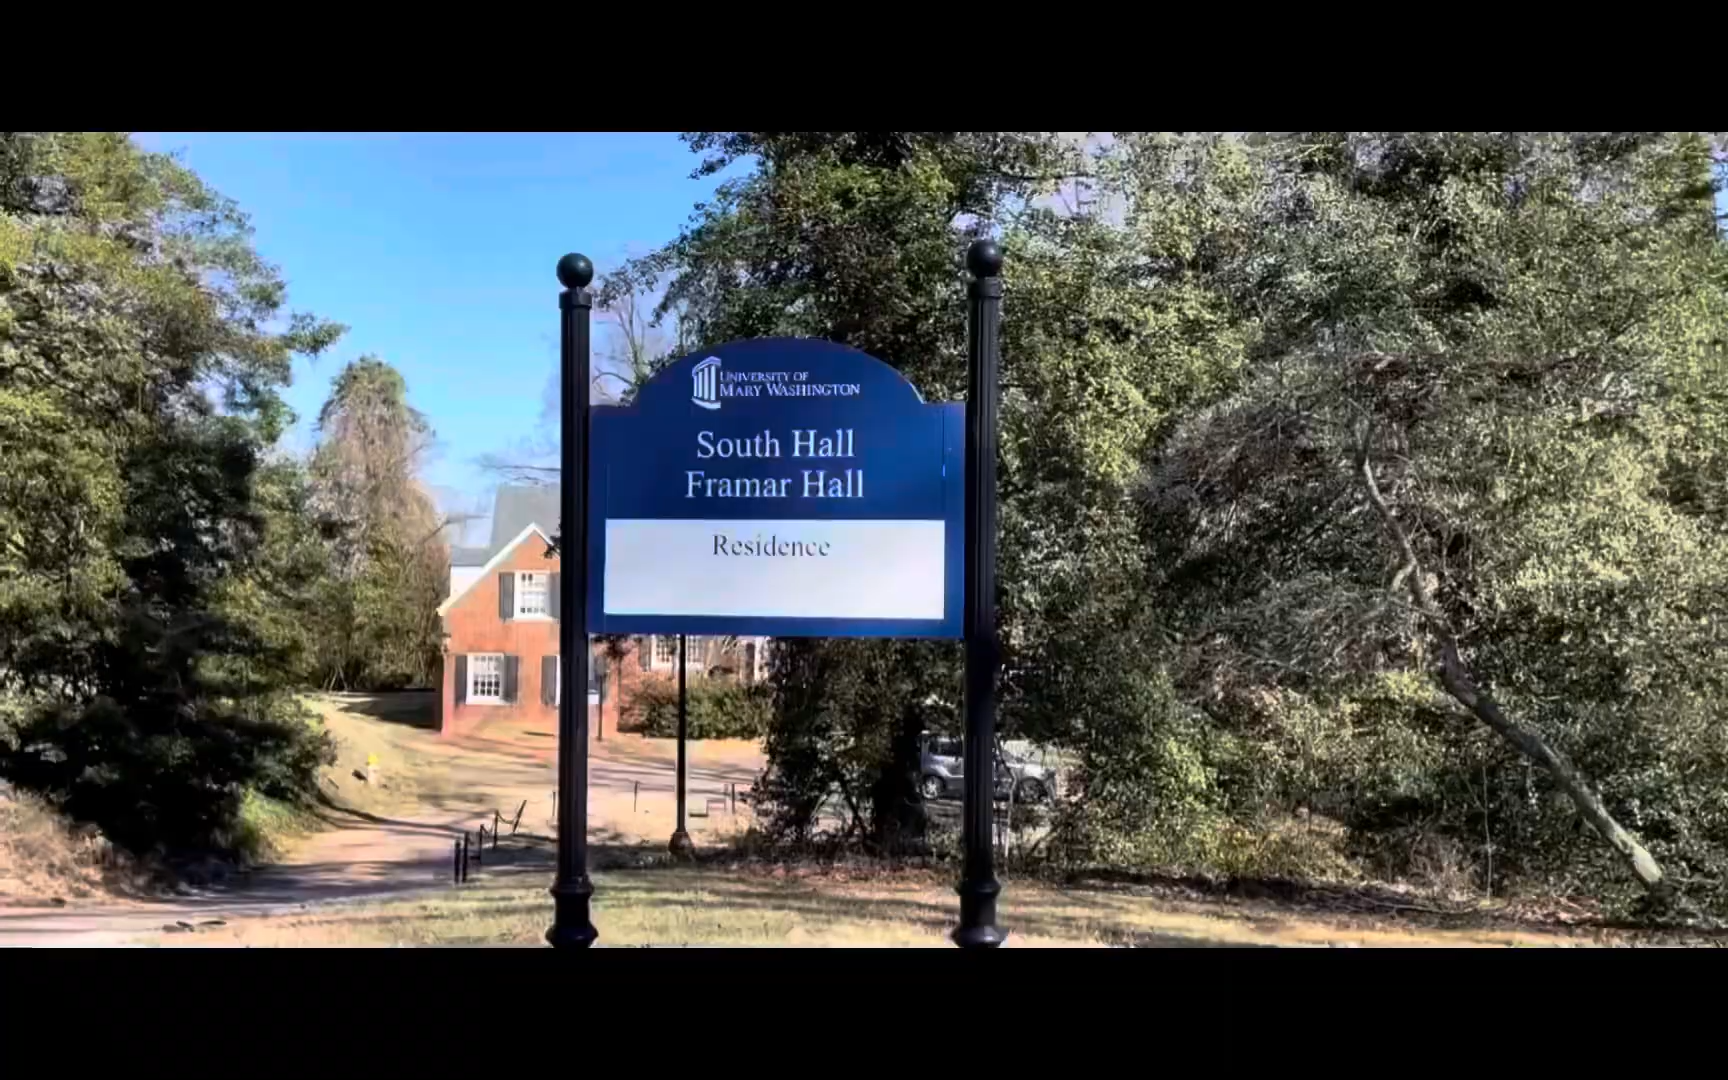 UNIVERSITY OF
MARY WASHINGTON
South Hall
Framar Hall
Residence